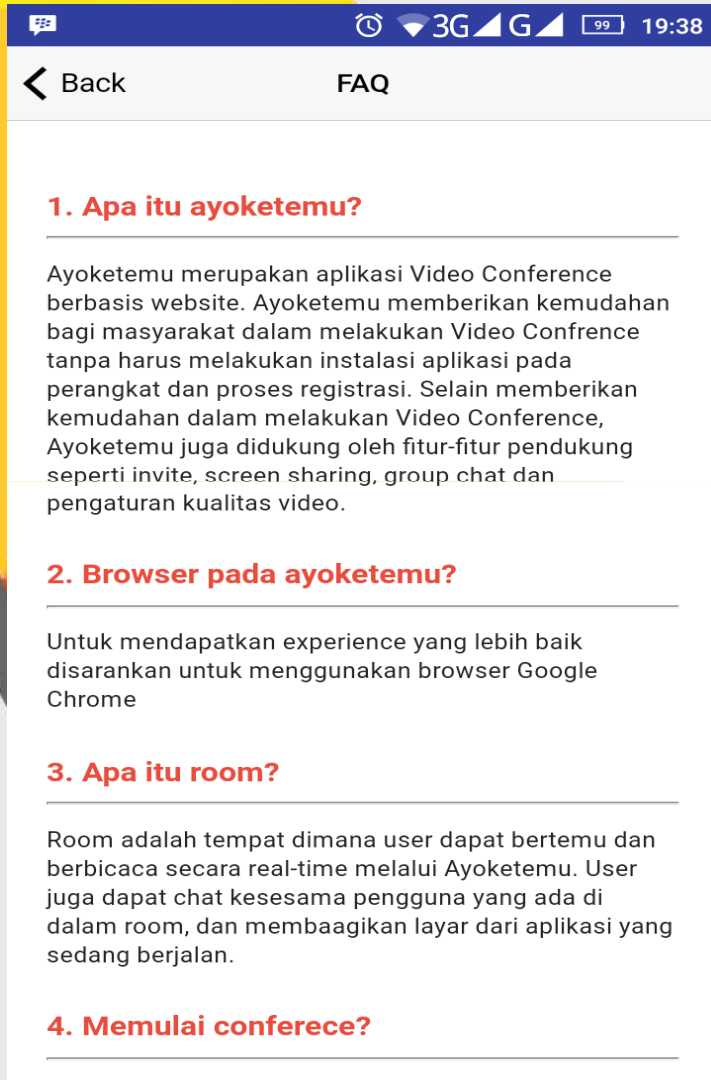 3G G 99 19:38
Back FAQ
1. Apa itu ayoketemu?
Ayoketemu merupakan aplikasi Video Conference
berbasis website. Ayoketemu memberikan kemudahan
bagi masyarakat dalam melakukan Video Confrence
tanpa harus melakukan instalasi aplikasi pada
perangkat dan proses registrasi. Selain memberikan
kemudahan dalam melakukan Video Conference,
Ayoketemu juga didukung oleh fitur-fitur pendukung
seperti invite, screen sharing, group chat dan
pengaturan kualitas video.
2. Browser pada ayoketemu?
Untuk mendapatkan experience yang lebih baik
disarankan untuk menggunakan browser Google
Chrome
3. Apa itu room?
Room adalah tempat dimana user dapat bertemu dan
berbicaca secara real-time melalui Ayoketemu. User
juga dapat chat kesesama pengguna yang ada di
dalam room, dan membaagikan layar dari aplikasi yang
sedang berjalan.
4. Memulai conferece?